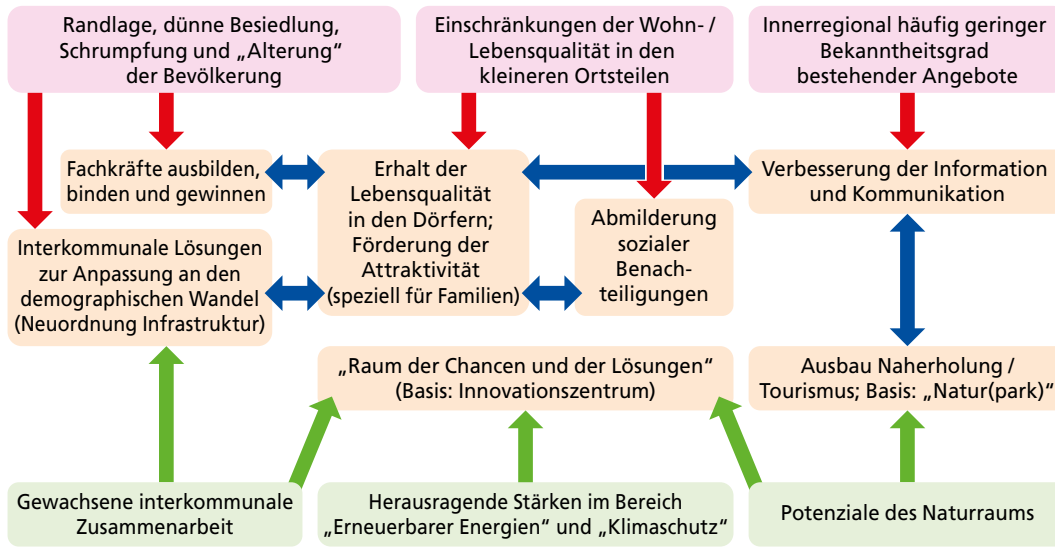 Randlage, dünne Besiedlung,
Schrumpfung und „Alterung“
der Bevölkerung
Einschränkungen der Wohn- /
Lebensqualität in den
kleineren Ortsteilen
Innerregional häufig geringer
Bekanntheitsgrad
bestehender Angebote
Fachkräfte ausbilden,
binden und gewinnen
Erhalt der
Lebensqualität
in den Dörfern;
Förderung der
Attraktivität
(speziell für Familien)
Verbesserung der Information
und Kommunikation
Interkommunale Lösungen
zur Anpassung an den
demographischen Wandel
(Neuordnung Infrastruktur)
Abmilderung
sozialer
Benach-
teiligungen
„Raum der Chancen und der Lösungen“
(Basis: Innovationszentrum)
Ausbau Naherholung /
Tourismus; Basis: „Natur(park)“
Gewachsene interkommunale
Zusammenarbeit
Herausragende Stärken im Bereich
„Erneuerbarer Energien“ und „Klimaschutz“
Potenziale des Naturraums